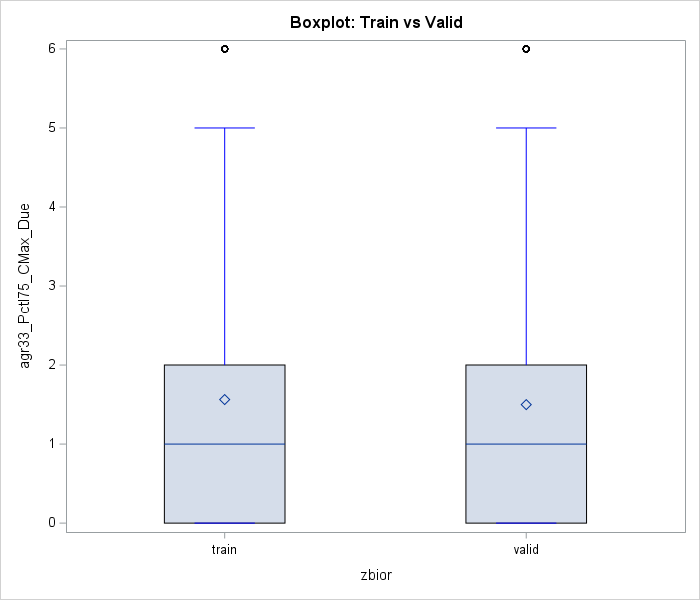 Boxplot: Train vs Valid
6
5
4
3
2
1
0
agr33_Pctl75_CMax_Due
train
valid
zbior